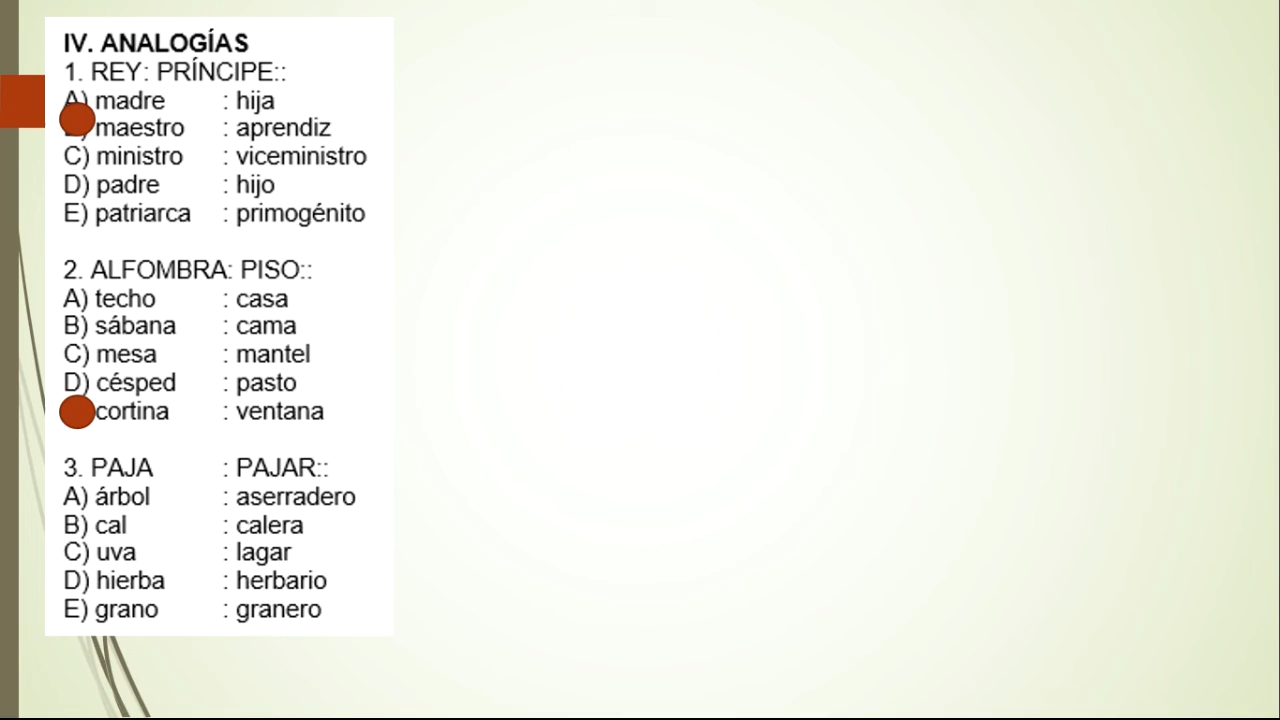 IV. ANALOGÍAS
1. REY: PRÍNCIPE::
A) madre : hija
maestro : aprendiz
C) ministro : viceministro
D) padre : hijo
E) patriarca : primogénito
2. ALFOMBRA: PISO::
A) techo : casa
B) sábana : cama
C) mesa : mantel
D) césped : pasto
cortina : ventana
3. PAJA : PAJAR::
A) árbol : aserradero
B) cal : calera
C) uva : lagar
D) hierba : herbario
E) grano : granero